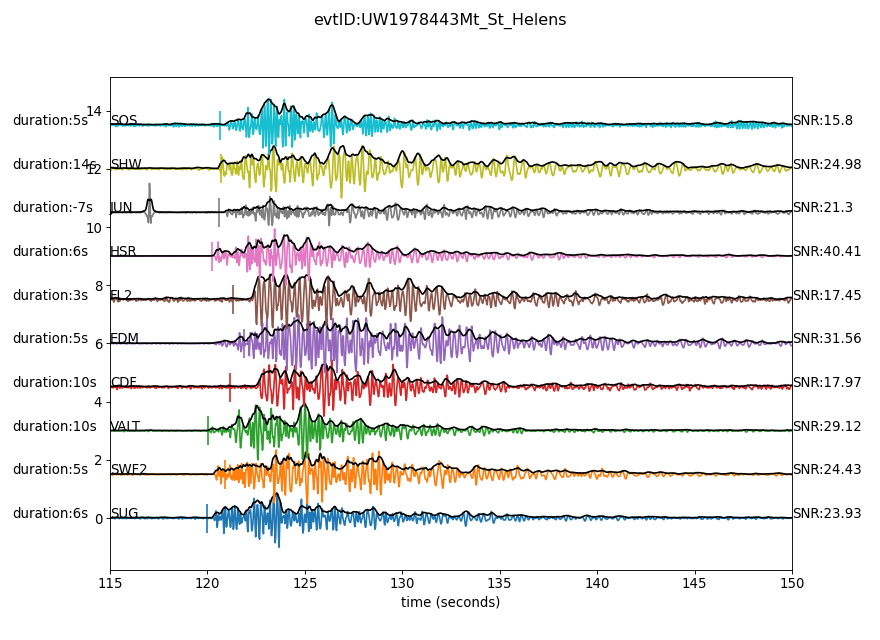 evtID:UW1978443Mt_St_Helens
14
duration:5s SOS SNR:15.8
duration:14s SHW SNR:24.98
12
duration:-7s JUN SNR:21.3
10
duration:6s HSR SNR:40.41
8
duration:3s FL2 SNR:17.45
duration:5s EDM SNR:31.56
6
duration:10s CDF SNR:17.97
4
duration:10s VALT SNR:29.12
2
duration:5s SWF2 SNR:24.43
duration:6s SUG SNR:23.93
0
115 120 125 130 135 140 145 150
time (seconds)